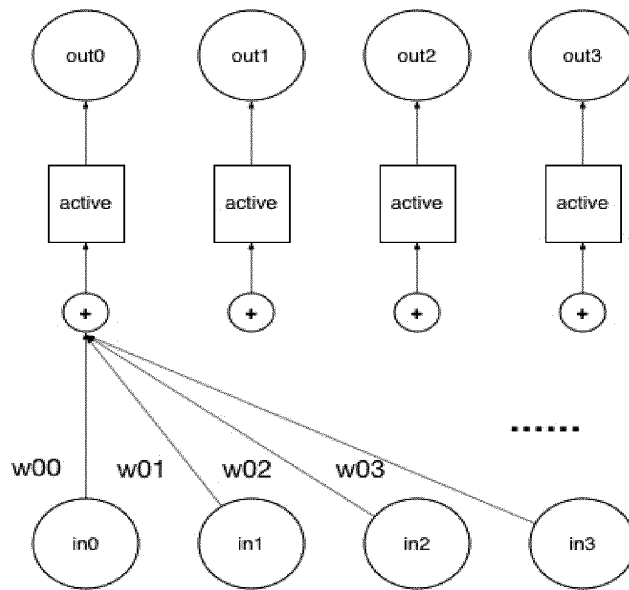 out0 out1 out2 out3
active active active active
+ + + +
......
w00 w01 w02 w03
in0 in1 in2 in3